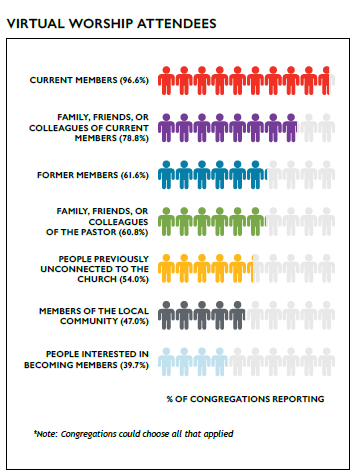 VIRTUAL WORSHIP ATTENDEES
CURRENT MEMBERS (96.6%)
FAMILY, FRIENDS, OR
COLLEAGUES OF CURRENT
MEMBERS (78.8%)
FORMER MEMBERS (61.6%)
FAMILY, FRIENDS, OR
COLLEAGUES
OF THE PASTOR (60.8%)
PEOPLE PREVIOUSLY
UNCONNECTED TO THE
CHURCH (54.0%)
MEMBERS OF THE LOCAL
COMMUNITY (47.0%)
PEOPLE INTERESTED IN
BECOMING MEMBERS (39.7%)
% OF CONGREGATIONS REPORTING
*Note: Congregations could choose all that applied